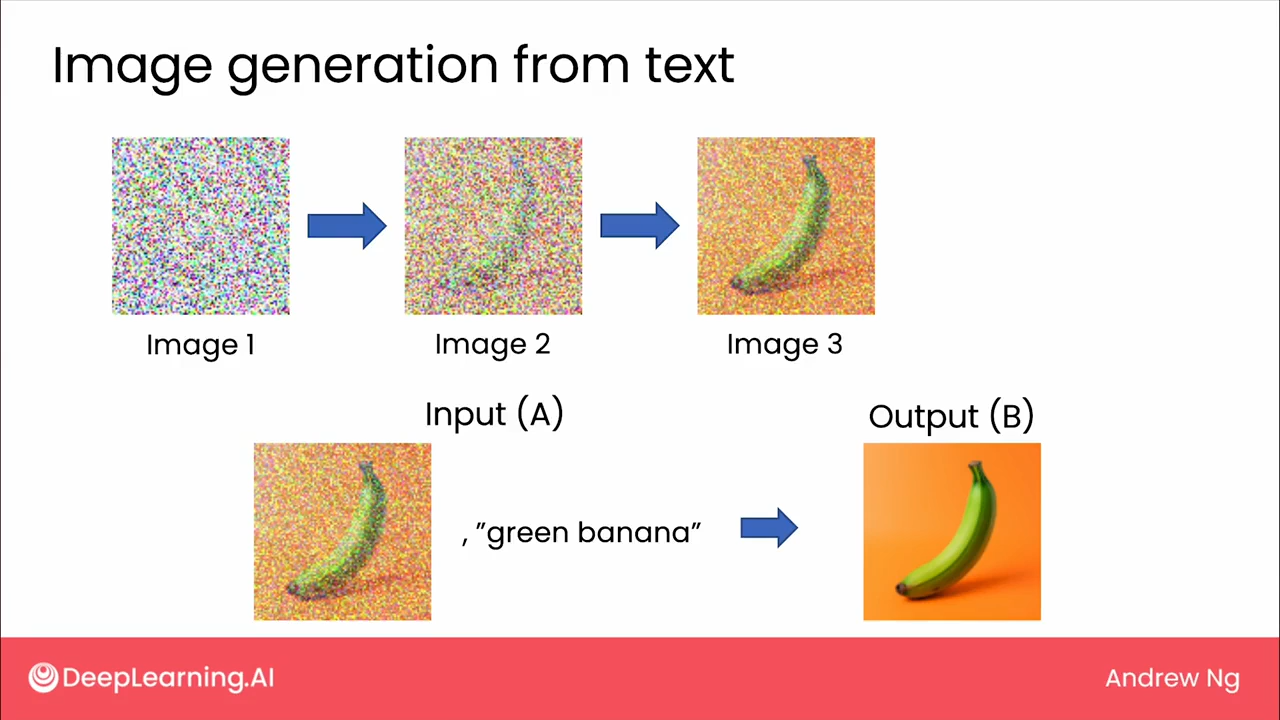 Image generation from text
Image 1
Image 2
Image 3
Input (A)
Output (B)
, ”green banana”
DeepLearning.AI
Andrew Ng